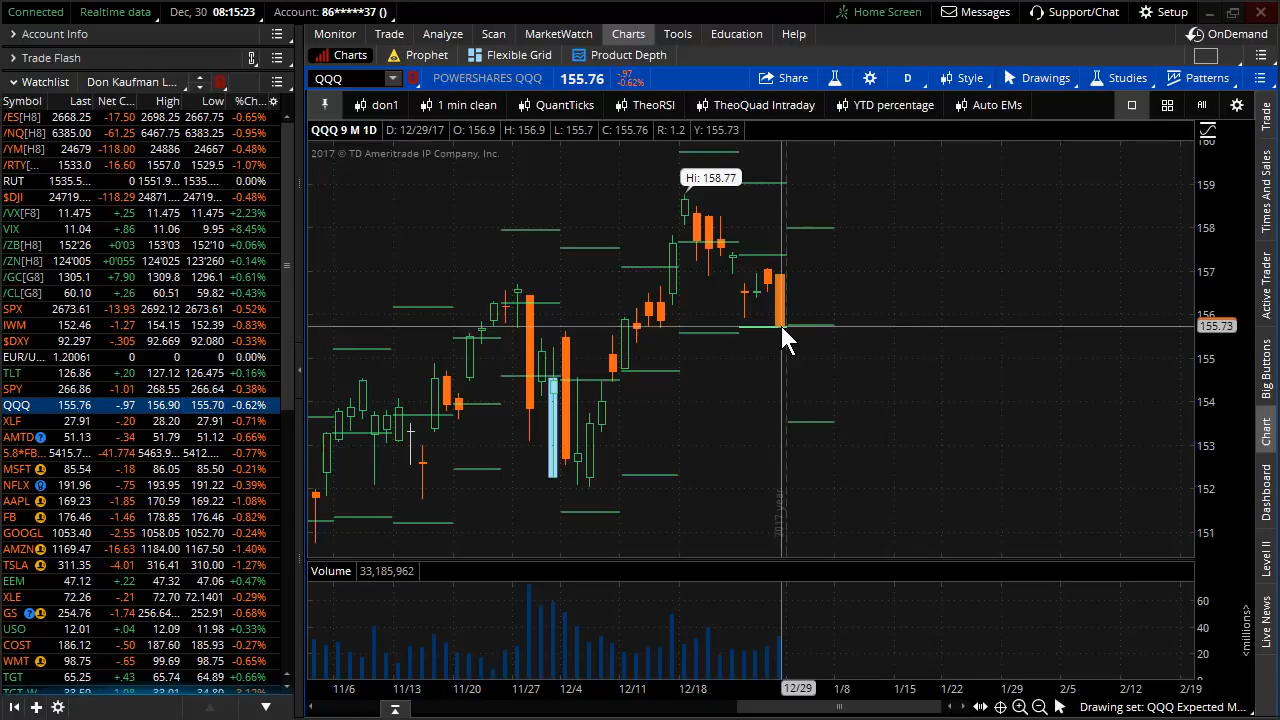 Connected Realtime data Dec, 30 08:15:23 Account: 86*****37 () Home Screen Messages Support/Chat Setup
Account Info
Trade Flash
Watchlist Don Kaufman L...
Monitor Trade Analyze Scan MarketWatch Charts Tools Education Help OnDemand
Charts Prophet Flexible Grid Product Depth
QQQ POWERSHARES QQQ 155.76 -.97 -0.62% Share D Style Drawings Studies Patterns
don1 1 min clean QuantTicks TheoRSI TheoQuad Intraday YTD percentage Auto EMs All
QQQ 9 M 1D D: 12/29/17 O: 156.9 H: 156.9 L: 155.7 C: 155.76 R: 1.2 Y: 155.73
2017 © TD Ameritrade IP Company, Inc.
Symbol Last Net C... High Low %Ch...
/ES[H8] 2668.25 -17.50 2698.25 2667.75 -0.65%
/NQ[H8] 6385.00 -61.25 6467.75 6383.25 -0.95%
/YM[H8] 24679 -118.00 24886 24667 -0.48%
/RTY[... 1533.0 -16.60 1557.0 1529.5 -1.07%
RUT 1535.5... 0 1551.9... 1535.5... 0.00%
$DJI 24719... -118.29 24871... 24719... -0.48%
/VX[F8] 11.475 +.25 11.475 11.225 +2.23%
VIX 11.04 +.86 11.06 9.95 +8.45%
/ZB[H8] 152'26 +0'03 153'03 152'10 +0.06%
/ZN[H8] 124'025 +0'055 123'260 +0.14%
/GC[G8] 1305.1 +7.90 1309.8 1296.1 +0.61%
/CL[G8] 60.10 +.26 60.51 59.82 +0.43%
SPX 2673.61 -13.93 2692.12 2673.61 -0.52%
IWM 152.46 -1.27 154.15 152.39 -0.83%
$DXY 92.295 -.305 92.669 92.080 -0.33%
EUR/U... 1.20061 0 N/A N/A 0.00%
TLT 126.86 +.20 127.12 126.475 +0.16%
SPY 266.86 -1.01 268.55 266.64 -0.38%
QQQ 155.76 -.97 156.90 155.70 -0.62%
XLF 27.91 -.20 28.20 27.91 -0.71%
AMTD 51.13 -.34 51.79 51.12 -0.66%
5.8*FB... 5415.7... -41.774 5463.9... 5412... -0.77%
MSFT 85.54 -.18 86.05 85.50 -0.21%
NFLX 191.96 -.75 193.95 191.22 -0.39%
AAPL 169.23 -1.85 170.59 169.22 -1.08%
FB 176.46 -1.46 178.85 176.46 -0.82%
GOOGL 1053.40 -2.55 1058.05 1052.70 -0.24%
AMZN 1169.47 -16.63 1184.00 1167.50 -1.40%
TSLA 311.35 -4.01 316.41 310.00 -1.27%
EEM 47.12 +.22 47.32 47.06 +0.47%
XLE 72.26 -.21 72.70 72.1401 -0.29%
GS 254.76 -1.74 256.64... 252.91 -0.68%
USO 12.01 +.04 12.09 11.98 +0.33%
COST 186.12 -.50 187.60 185.93 -0.27%
WMT 98.75 -.65 99.69 98.75 -0.65%
TGT 65.25 +.43 65.74 64.89 +0.66%
Hi: 158.77
160
159
158
157
156
155.73
155
154
153
152
151
2017 year
Volume 33,185,962
60
40
20
0
<millions>
11/6 11/13 11/20 11/27 12/4 12/11 12/18 12/29 1/8 1/15 1/22 1/29 2/5 2/12 2/19
Drawing set: QQQ Expected M...
Trade
Times And Sales
Active Trader
Big Buttons
Chart
Dashboard
Level II
Live News